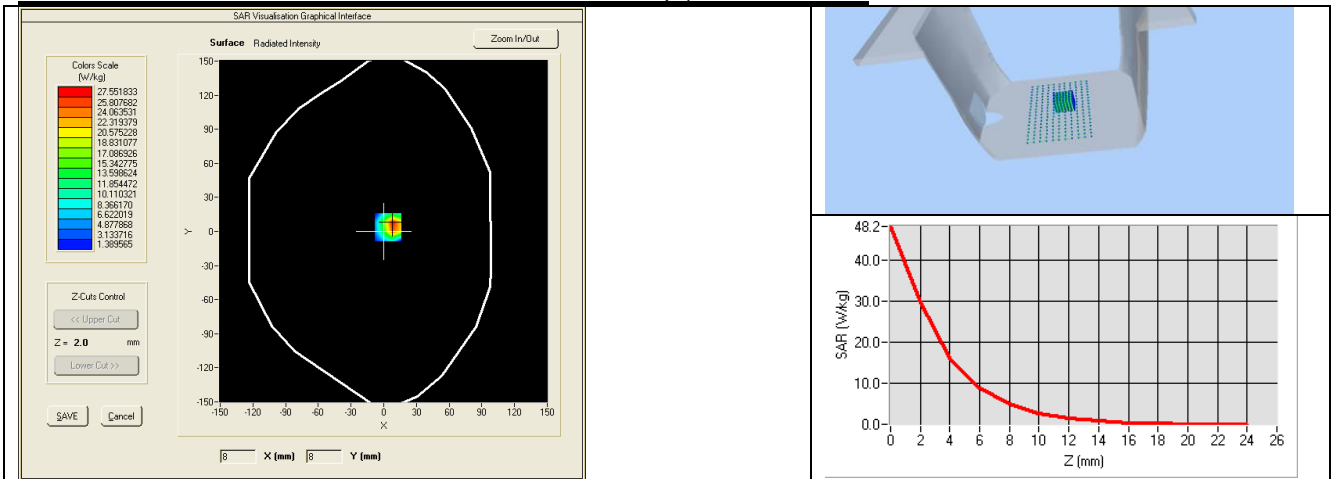 SAR Visualisation Graphical Interface
Surface Radiated Intensity
Zoom In/Out
Colors Scale
(W/kg)
27.551833
25.807682
24.063531
22.319379
20.575228
18.831077
17.086926
15.342775
13.598624
11.854472
10.110321
8.366170
6.622019
4.877868
3.133716
1.389565
Z-Cuts Control
<< Upper Cut
Z = 2.0 mm
Lower Cut >>
SAVE Cancel
150
120
90
60
30
Y 0
-30
-60
-90
-120
-150
-150 -120 -90 -60 -30 0 30 60 90 120 150
X
8 X (mm) 8 Y (mm)
48.2
40.0
30.0
20.0
10.0
0.0
SAR (W/kg)
0 2 4 6 8 10 12 14 16 18 20 22 24 26
Z (mm)